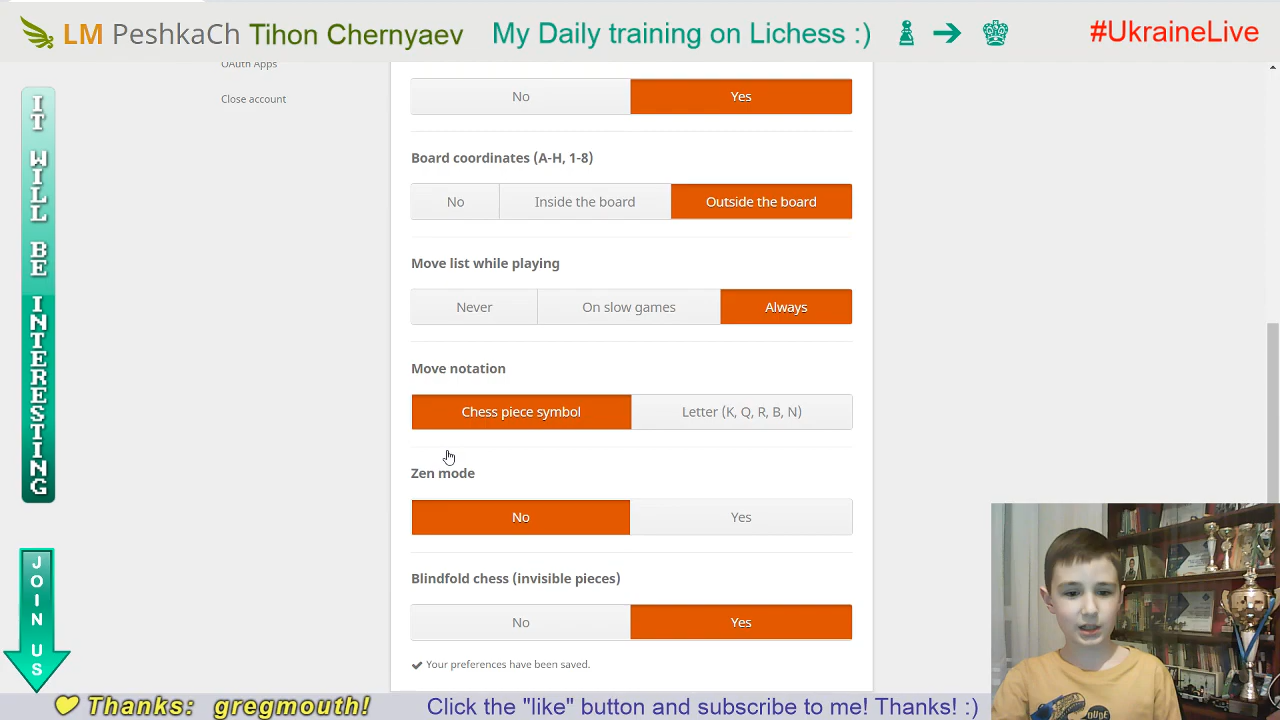 LM PeshkaCh Tihon Chernyaev
My Daily training on Lichess :)
#UkraineLive
IT WILL BE INTERESTING
JOIN US
OAuth Apps
Close account
No
Yes
Board coordinates (A-H, 1-8)
No
Inside the board
Outside the board
Move list while playing
Never
On slow games
Always
Move notation
Chess piece symbol
Letter (K, Q, R, B, N)
Zen mode
No
Yes
Blindfold chess (invisible pieces)
No
Yes
Your preferences have been saved.
DUDE
Thanks: gregmouth!
Click the "like" button and subscribe to me! Thanks! :)